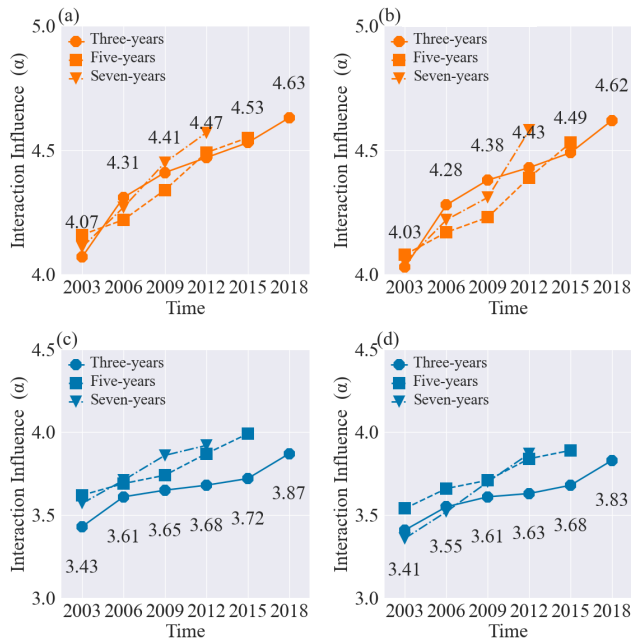 (a)
5.0
4.5
4.0
Interaction Influence (α)
Three-years
Five-years
Seven-years
4.07
4.31
4.41
4.47
4.53
4.63
2003 2006 2009 2012 2015 2018
Time
(b)
5.0
4.5
4.0
Interaction Influence (α)
Three-years
Five-years
Seven-years
4.03
4.28
4.38
4.43
4.49
4.62
2003 2006 2009 2012 2015 2018
Time
(c)
4.5
4.0
3.5
3.0
Interaction Influence (α)
Three-years
Five-years
Seven-years
3.43
3.61
3.65
3.68
3.72
3.87
2003 2006 2009 2012 2015 2018
Time
(d)
4.5
4.0
3.5
3.0
Interaction Influence (α)
Three-years
Five-years
Seven-years
3.41
3.55
3.61
3.63
3.68
3.83
2003 2006 2009 2012 2015 2018
Time